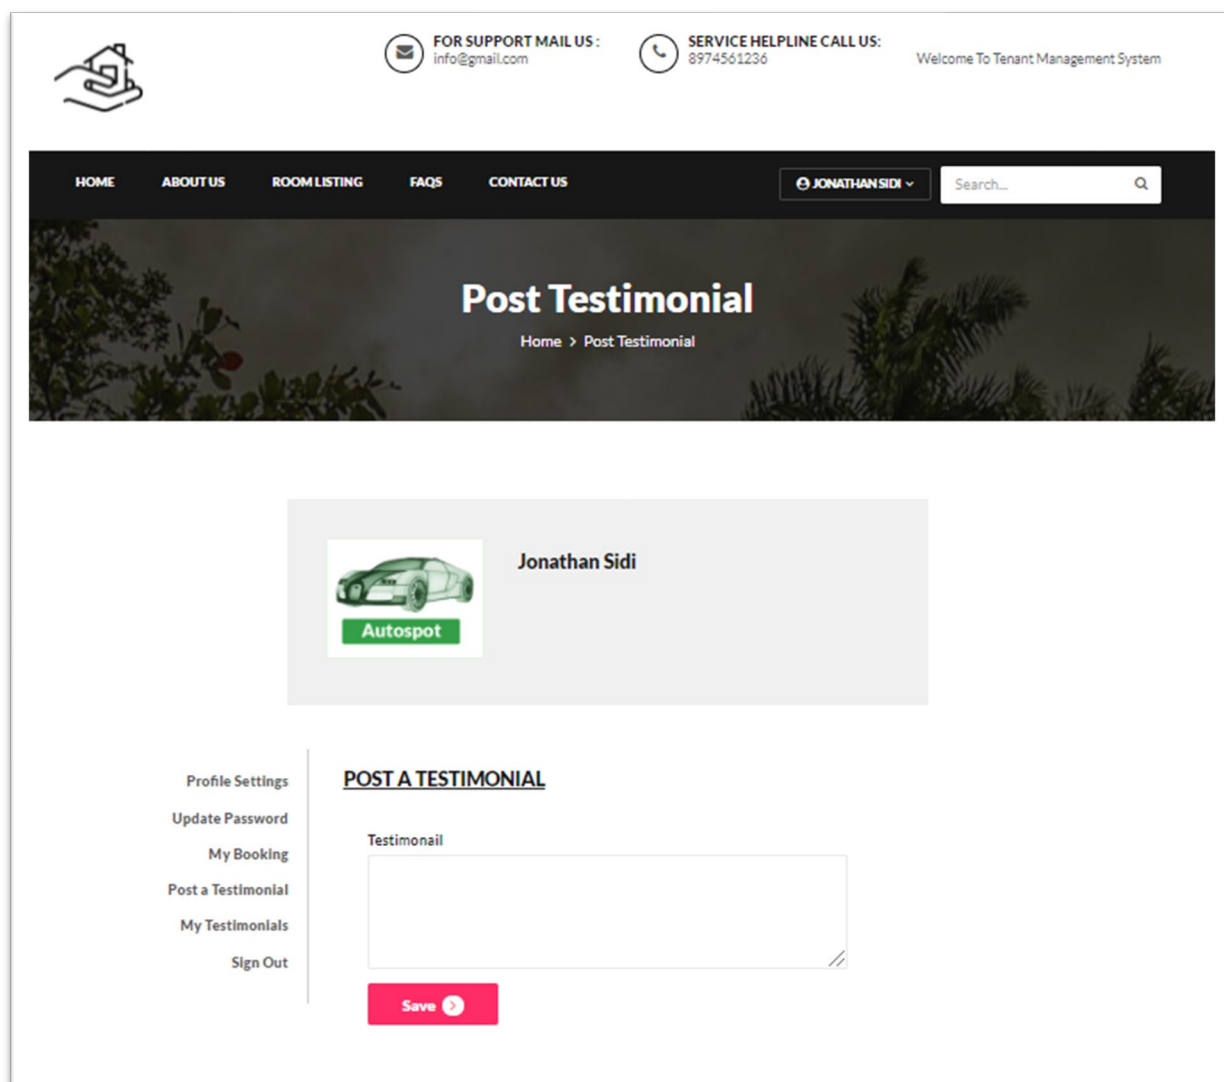 FOR SUPPORT MAIL US :
info@gmail.com
SERVICE HELPLINE CALL US:
8974561236
Welcome To Tenant Management System
HOME ABOUT US ROOM LISTING FAQS CONTACT US JONATHAN SIDI Search...
Post Testimonial
Home > Post Testimonial
Jonathan Sidi
Autospot
Profile Settings
Update Password
My Booking
Post a Testimonial
My Testimonials
Sign Out
POST A TESTIMONIAL
Testimonail
Save